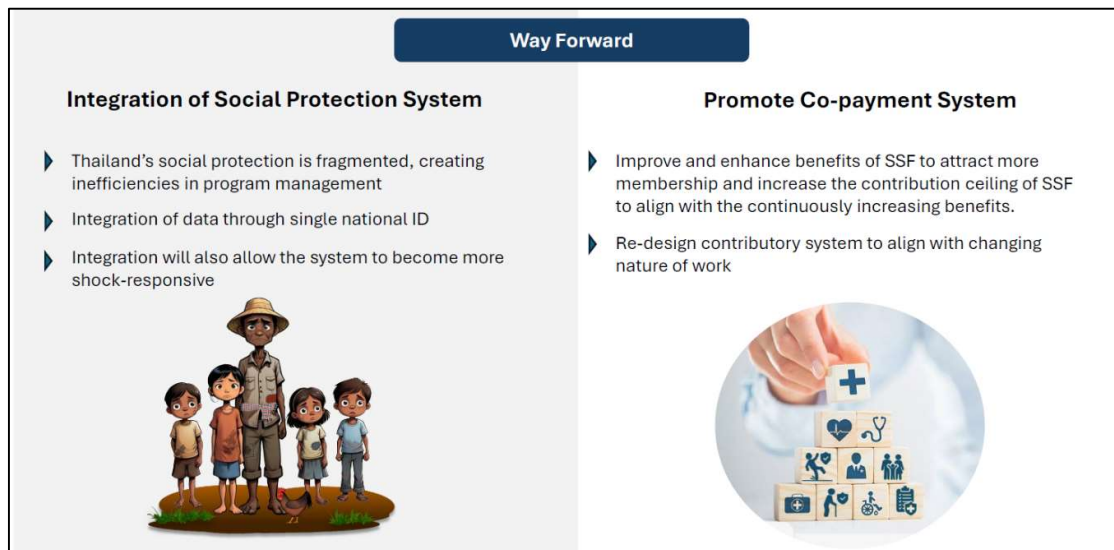 Way Forward
Integration of Social Protection System
Thailand's social protection is fragmented, creating
inefficiencies in program management
Integration of data through single national ID
Integration will also allow the system to become more
shock-responsive
Promote Co-payment System
Improve and enhance benefits of SSF to attract more
membership and increase the contribution ceiling of SSF
to align with the continuously increasing benefits.
Re-design contributory system to align with changing
nature of work